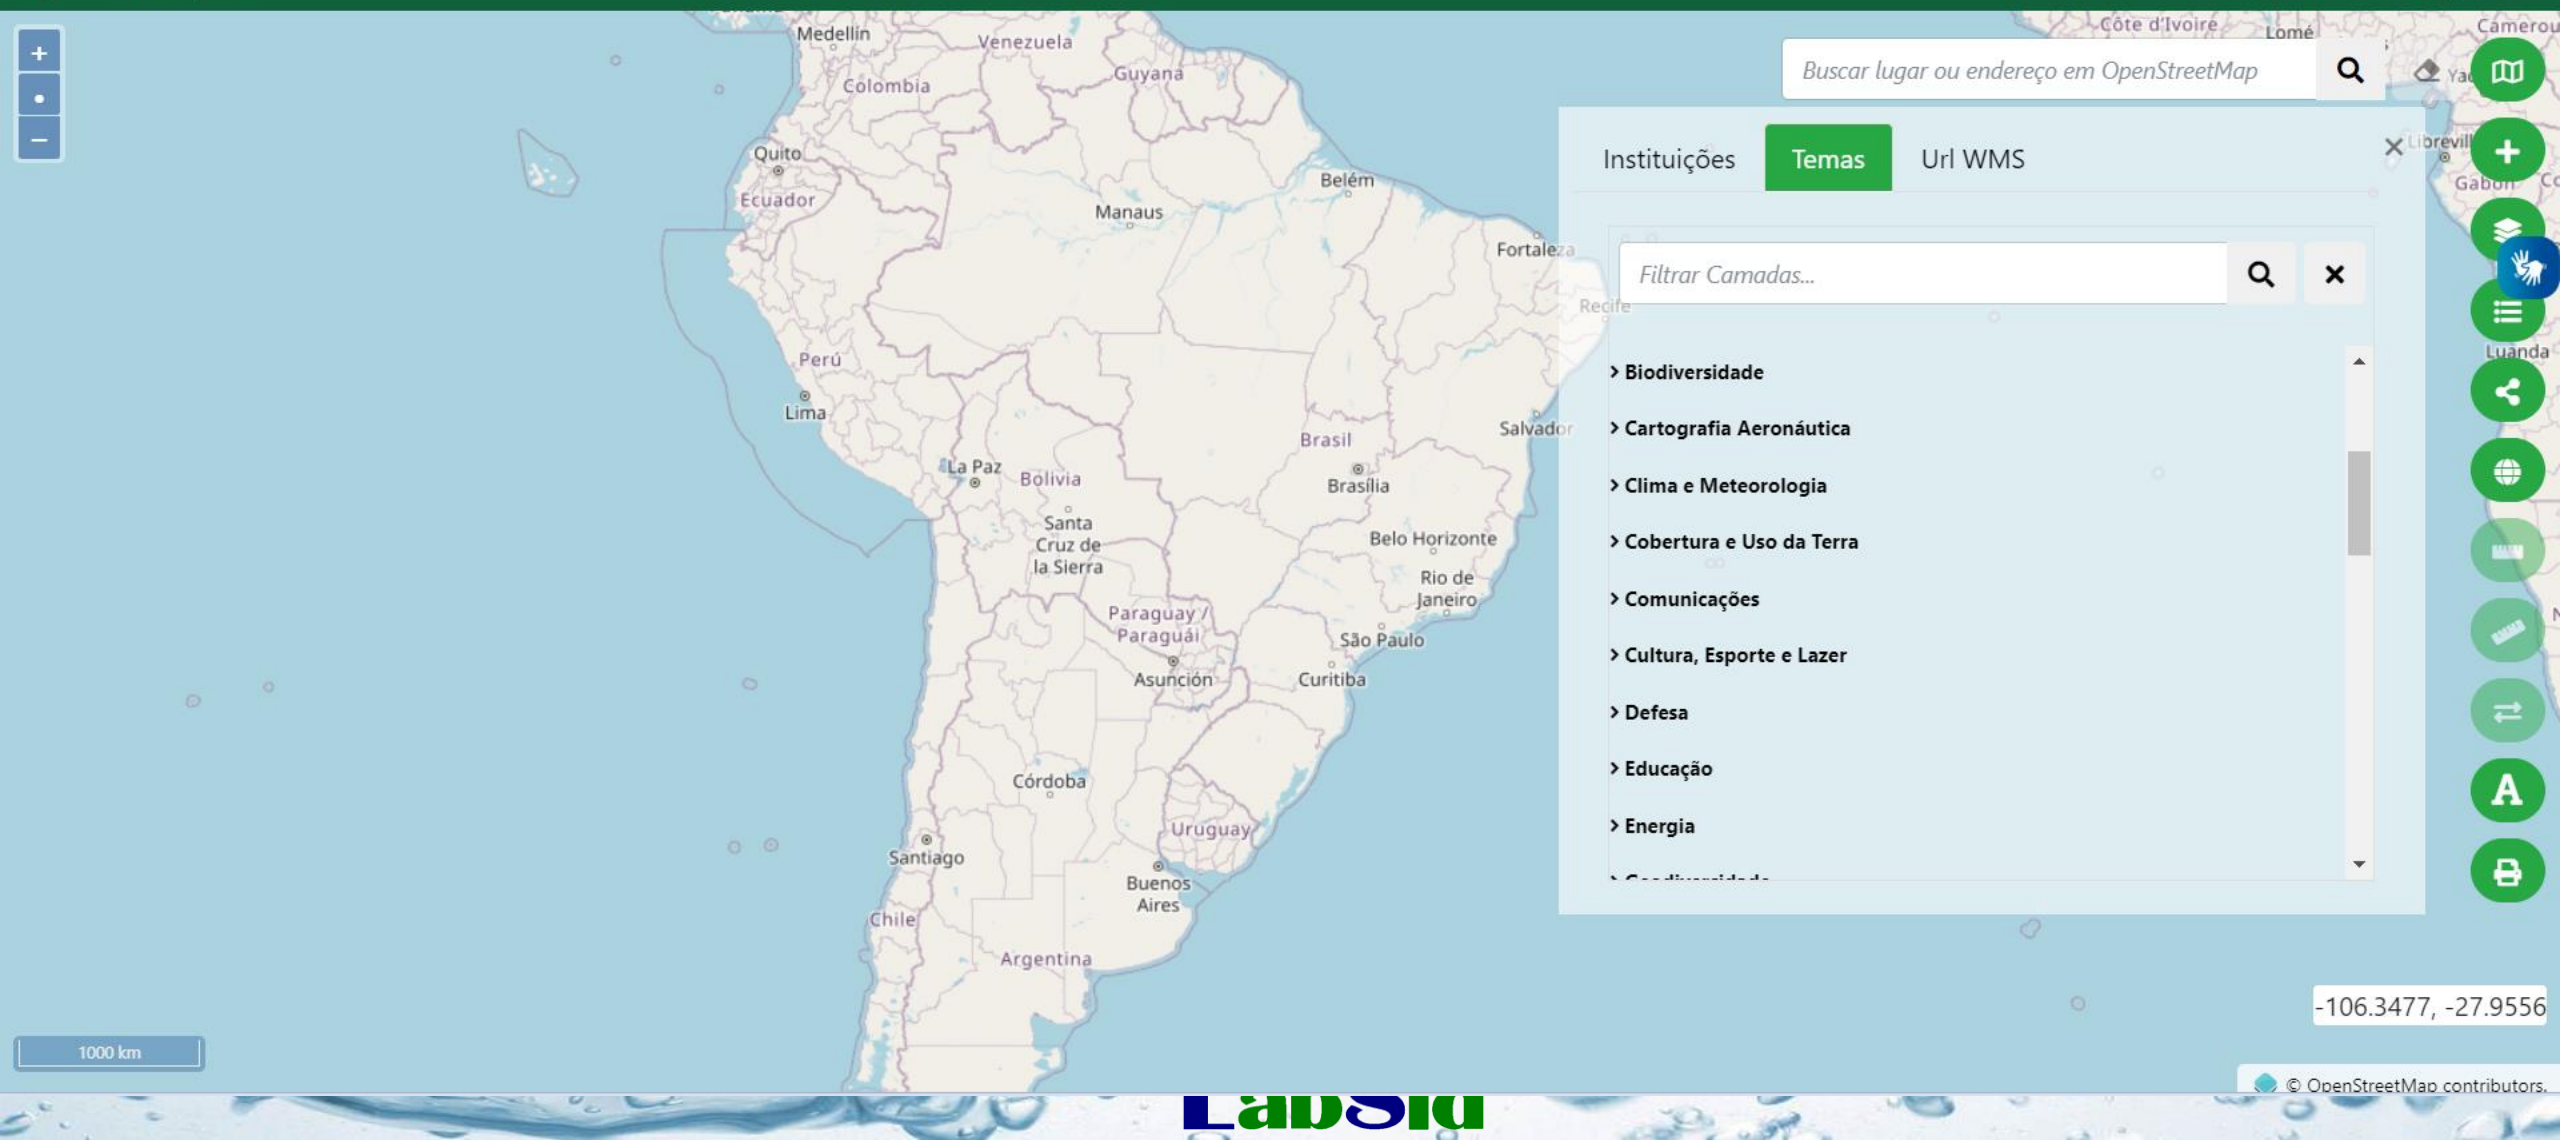 Medellín
Venezuela
Guyana
Colombia
Quito
Ecuador
Belém
Manaus
Fortaleza
Recife
Perú
Lima
Salvador
Brasil
La Paz
Bolivia
Brasília
Santa
Cruz de
la Sierra
Belo Horizonte
Rio de
Janeiro
Paraguay /
Paraguái
São Paulo
Asunción
Curitiba
Córdoba
Uruguay
Santiago
Buenos
Aires
Chile
Argentina
1000 km
Côte d'Ivoire
Lomé
Buscar lugar ou endereço em OpenStreetMap
Instituições Temas Url WMS
Gabon
Filtrar Camadas...
Luanda
Biodiversidade
Cartografia Aeronáutica
Clima e Meteorologia
Cobertura e Uso da Terra
Comunicações
Cultura, Esporte e Lazer
Defesa
Educação
Energia
Geodiversidade
A
-106.3477, -27.9556
© OpenStreetMap contributors.
LabSid